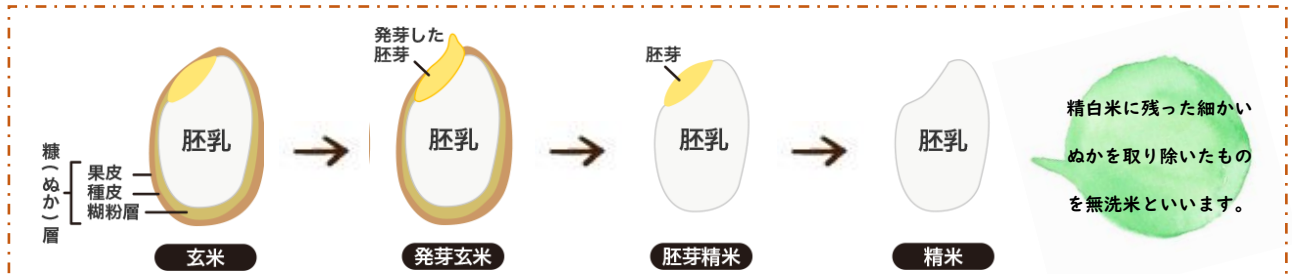 糠(ぬか)層
果皮
種皮
糊粉層
胚乳
玄米
発芽した
胚芽
胚乳
発芽玄米
胚芽
胚乳
胚芽精米
胚乳
精米
精白米に残った細かい
ぬかを取り除いたもの
を無洗米といいます。